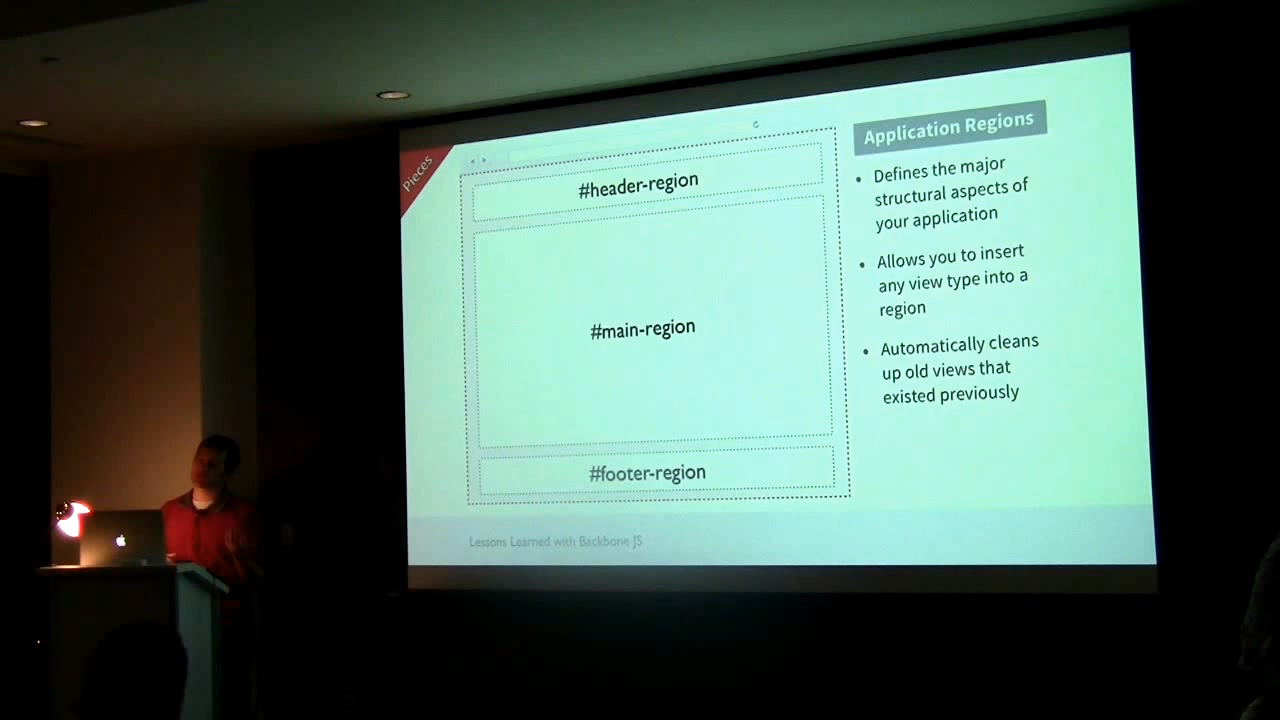 Pieces
#header-region
#main-region
#footer-region
Application Regions
• Defines the major
structural aspects of
your application
• Allows you to insert
any view type into a
region
• Automatically cleans
up old views that
existed previously
Lessons Learned with Backbone JS